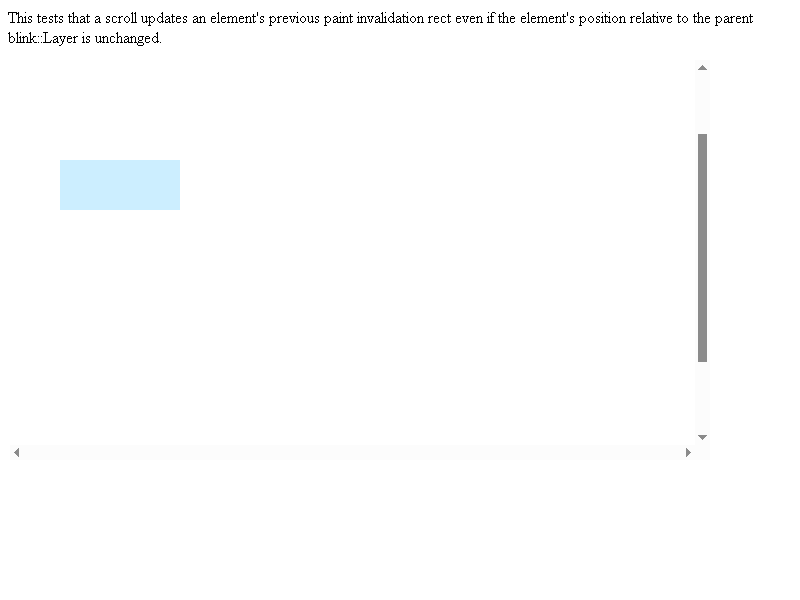 This tests that a scroll updates an element's previous paint invalidation rect even if the element's position relative to the parent
blink::Layer is unchanged.